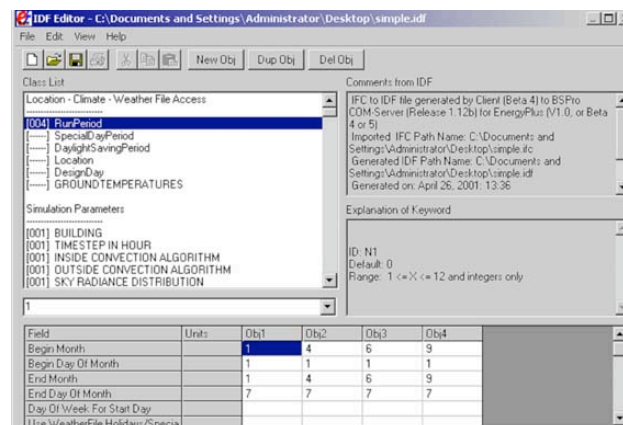 IDF Editor - C:\Documents and Settings\Administrator\Desktop\simple.idf
File Edit View Help
New Obj Dup Obj Del Obj
Class List
Comments from IDF
Location - Climate - Weather File Access
[004] RunPeriod
[------] SpecialDayPeriod
[------] DaylightSavingPeriod
[------] Location
[------] DesignDay
[------] GROUNDTEMPERATURES
Simulation Parameters
[001] BUILDING
[001] TIMESTEP IN HOUR
[001] INSIDE CONVECTION ALGORITHM
[001] OUTSIDE CONVECTION ALGORITHM
[001] SKY RADIANCE DISTRIBUTION
IFC to IDF file generated by Client (Beta 4) to BSPro
COM-Server (Release 1.12b) for EnergyPlus (V1.0, or Beta
4 or 5)
Imported IFC Path Name: C:\Documents and
Settings\Administrator\Desktop\simple.ifc
Generated IDF Path Name: C:\Documents and
Settings\Administrator\Desktop\simple.idf
Generated on: April 26, 2001: 13:36
Explanation of Keyword
ID: N1
Default: 0
Range: 1 <= X <= 12 and integers only
1
Field Units Obj1 Obj2 Obj3 Obj4
Begin Month 1 4 6 9
Begin Day Of Month 1 1 1 1
End Month 1 4 6 9
End Day Of Month 7 7 7 7
Day Of Week For Start Day
Use WeatherFile Holidays/Special